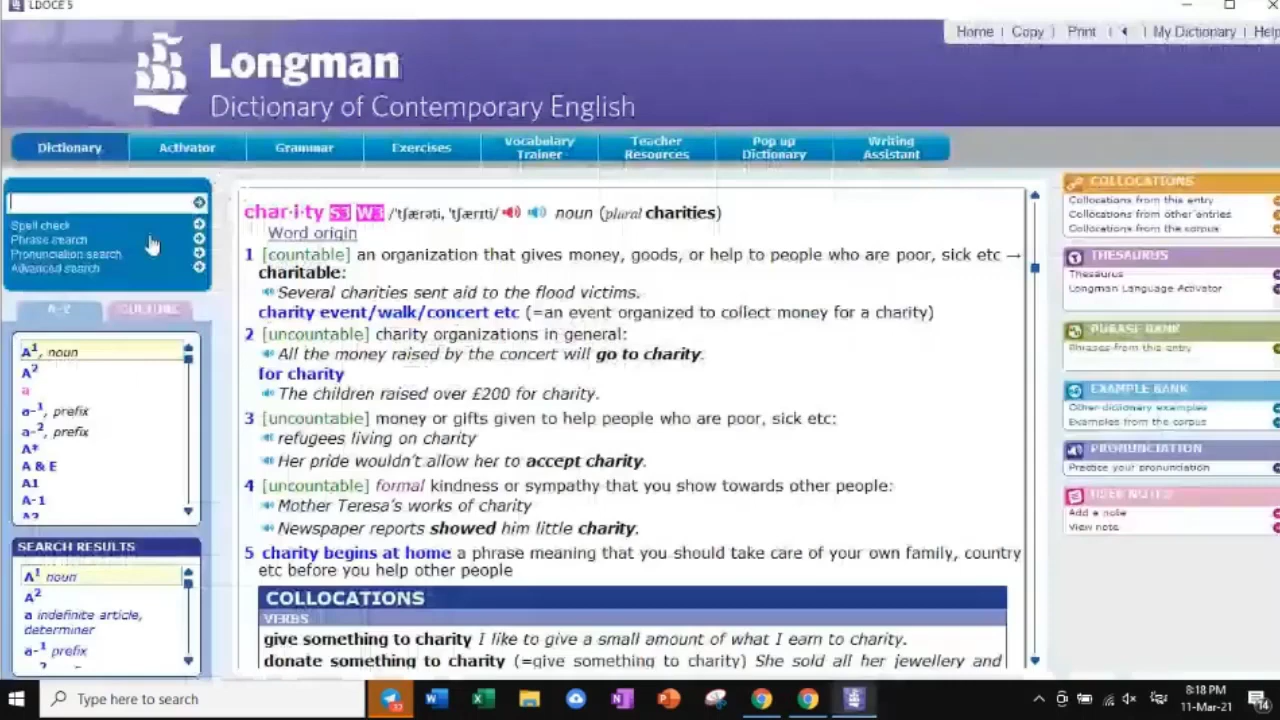 LDOCE 5
Home | Copy | Print | My Dictionary | Help
Longman
Dictionary of Contemporary English
Dictionary
Activator
Grammar
Exercises
Vocabulary Trainer
Teacher Resources
Pop up Dictionary
Writing Assistant
Spell check
Phrase search
Pronunciation search
Advanced search
A-Z
CULTURE
A1, noun
A2
a
a-1, prefix
a-2, prefix
A*
A & E
A1
A-1
A2
SEARCH RESULTS
A1 noun
A2
a indefinite article,
determiner
a-1 prefix
char·i·ty S3 W3 /ˈtʃærəti, ˈtʃærɪti/ noun (plural charities)
Word origin
1 [countable] an organization that gives money, goods, or help to people who are poor, sick etc →
charitable:
Several charities sent aid to the flood victims.
charity event/walk/concert etc (=an event organized to collect money for a charity)
2 [uncountable] charity organizations in general:
All the money raised by the concert will go to charity.
for charity
The children raised over £200 for charity.
3 [uncountable] money or gifts given to help people who are poor, sick etc:
refugees living on charity
Her pride wouldn't allow her to accept charity.
4 [uncountable] formal kindness or sympathy that you show towards other people:
Mother Teresa's works of charity
Newspaper reports showed him little charity.
5 charity begins at home a phrase meaning that you should take care of your own family, country
etc before you help other people
COLLOCATIONS
VERBS
give something to charity I like to give a small amount of what I earn to charity.
donate something to charity (=give something to charity) She sold all her jewellery and
COLLOCATIONS
Collocations from this entry
Collocations from other entries
Collocations from the corpus
THESAURUS
Thesaurus
Longman Language Activator
PHRASE BANK
Phrases from this entry
EXAMPLE BANK
Other dictionary examples
Examples from the corpus
PRONUNCIATION
Practice your pronunciation
USER NOTES
Add a note
View note
Type here to search
8:18 PM
11-Mar-21